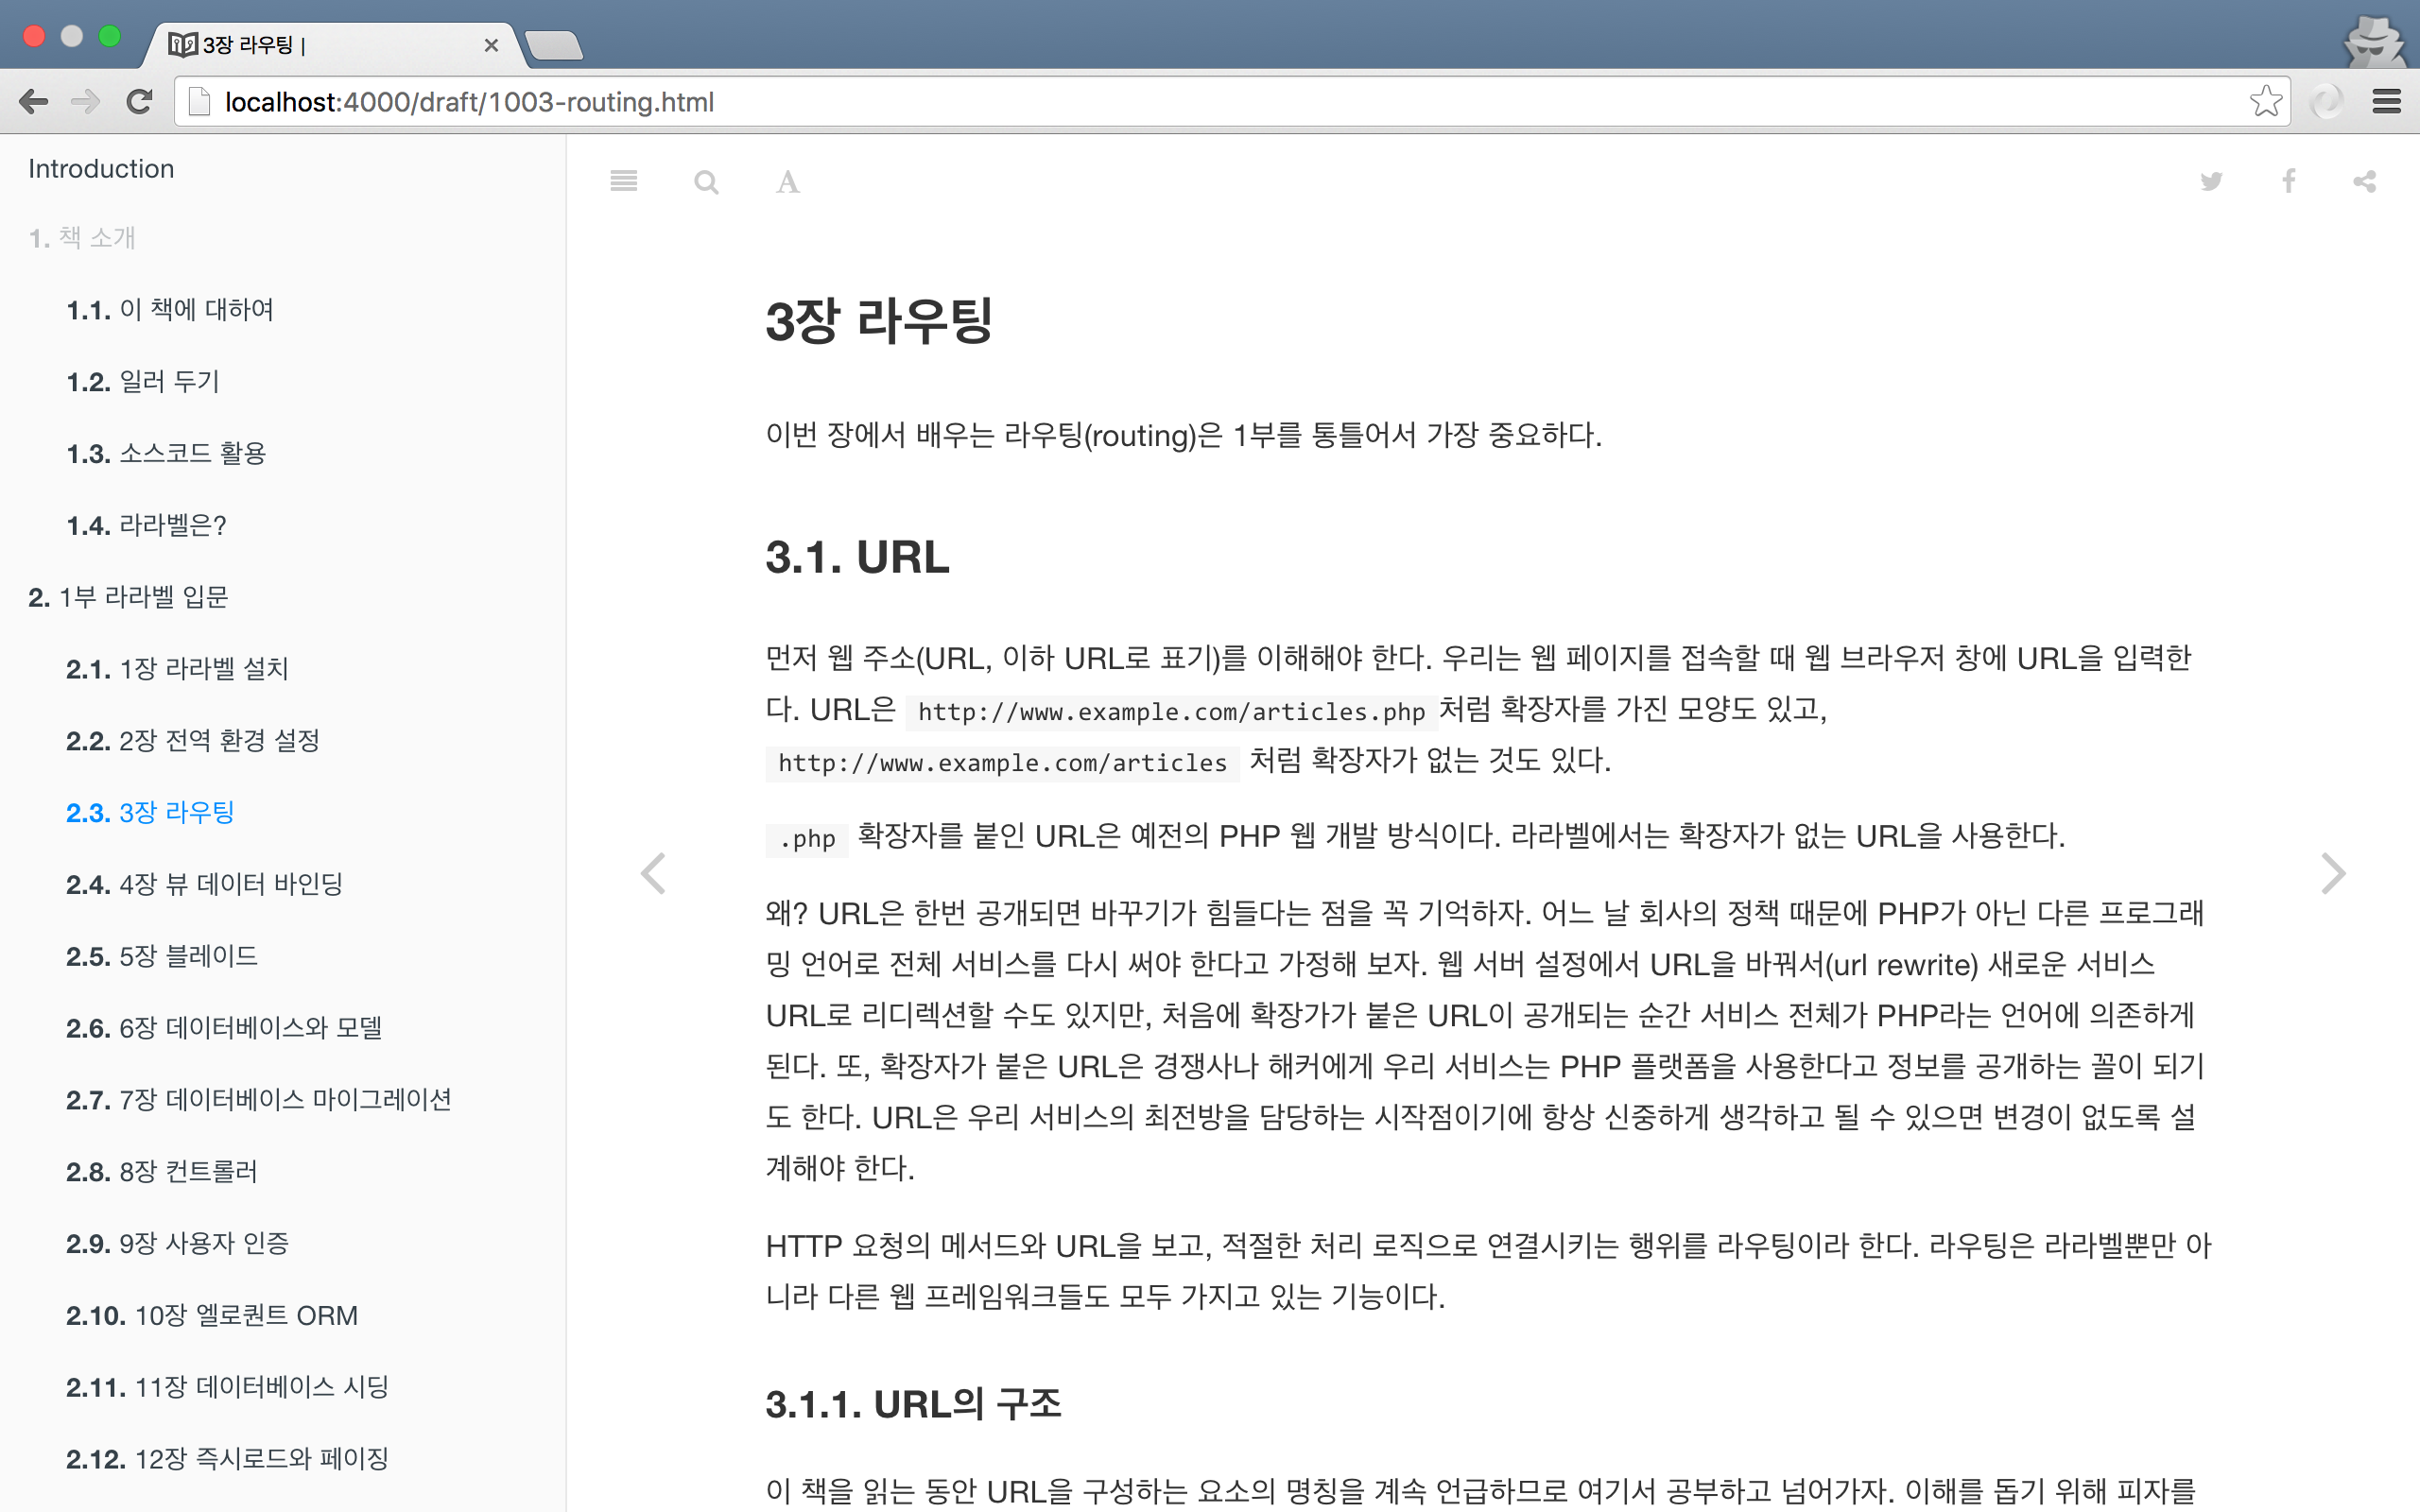 3장 라우팅 |
localhost:4000/draft/1003-routing.html
Introduction
1. 책 소개
1.1. 이 책에 대하여
1.2. 일러 두기
1.3. 소스코드 활용
1.4. 라라벨은?
2. 1부 라라벨 입문
2.1. 1장 라라벨 설치
2.2. 2장 전역 환경 설정
2.3. 3장 라우팅
2.4. 4장 뷰 데이터 바인딩
2.5. 5장 블레이드
2.6. 6장 데이터베이스와 모델
2.7. 7장 데이터베이스 마이그레이션
2.8. 8장 컨트롤러
2.9. 9장 사용자 인증
2.10. 10장 엘로퀀트 ORM
2.11. 11장 데이터베이스 시딩
2.12. 12장 즉시로드와 페이징
A
3장 라우팅
이번 장에서 배우는 라우팅(routing)은 1부를 통틀어서 가장 중요하다.
3.1. URL
먼저 웹 주소(URL, 이하 URL로 표기)를 이해해야 한다. 우리는 웹 페이지를 접속할 때 웹 브라우저 창에 URL을 입력한
다. URL은 http://www.example.com/articles.php 처럼 확장자를 가진 모양도 있고,
http://www.example.com/articles 처럼 확장자가 없는 것도 있다.
.php 확장자를 붙인 URL은 예전의 PHP 웹 개발 방식이다. 라라벨에서는 확장자가 없는 URL을 사용한다.
왜? URL은 한번 공개되면 바꾸기가 힘들다는 점을 꼭 기억하자. 어느 날 회사의 정책 때문에 PHP가 아닌 다른 프로그래
밍 언어로 전체 서비스를 다시 써야 한다고 가정해 보자. 웹 서버 설정에서 URL을 바꿔서(url rewrite) 새로운 서비스
URL로 리디렉션할 수도 있지만, 처음에 확장가가 붙은 URL이 공개되는 순간 서비스 전체가 PHP라는 언어에 의존하게
된다. 또, 확장자가 붙은 URL은 경쟁사나 해커에게 우리 서비스는 PHP 플랫폼을 사용한다고 정보를 공개하는 꼴이 되기
도 한다. URL은 우리 서비스의 최전방을 담당하는 시작점이기에 항상 신중하게 생각하고 될 수 있으면 변경이 없도록 설
계해야 한다.
HTTP 요청의 메서드와 URL을 보고, 적절한 처리 로직으로 연결시키는 행위를 라우팅이라 한다. 라우팅은 라라벨뿐만 아
니라 다른 웹 프레임워크들도 모두 가지고 있는 기능이다.
3.1.1. URL의 구조
이 책을 읽는 동안 URL을 구성하는 요소의 명칭을 계속 언급하므로 여기서 공부하고 넘어가자. 이해를 돕기 위해 피자를